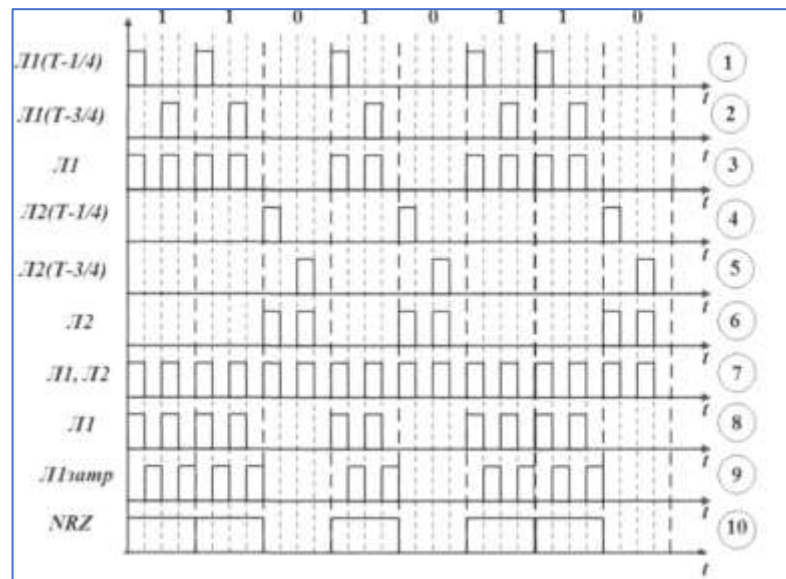 1 1 0 1 0 1 1 0
Л1(T-1/4) t 1
Л1(T-3/4) t 2
Л1 t 3
Л2(T-1/4) t 4
Л2(T-3/4) t 5
Л2 t 6
Л1, Л2 t 7
Л1 t 8
Л1затр t 9
NRZ t 10